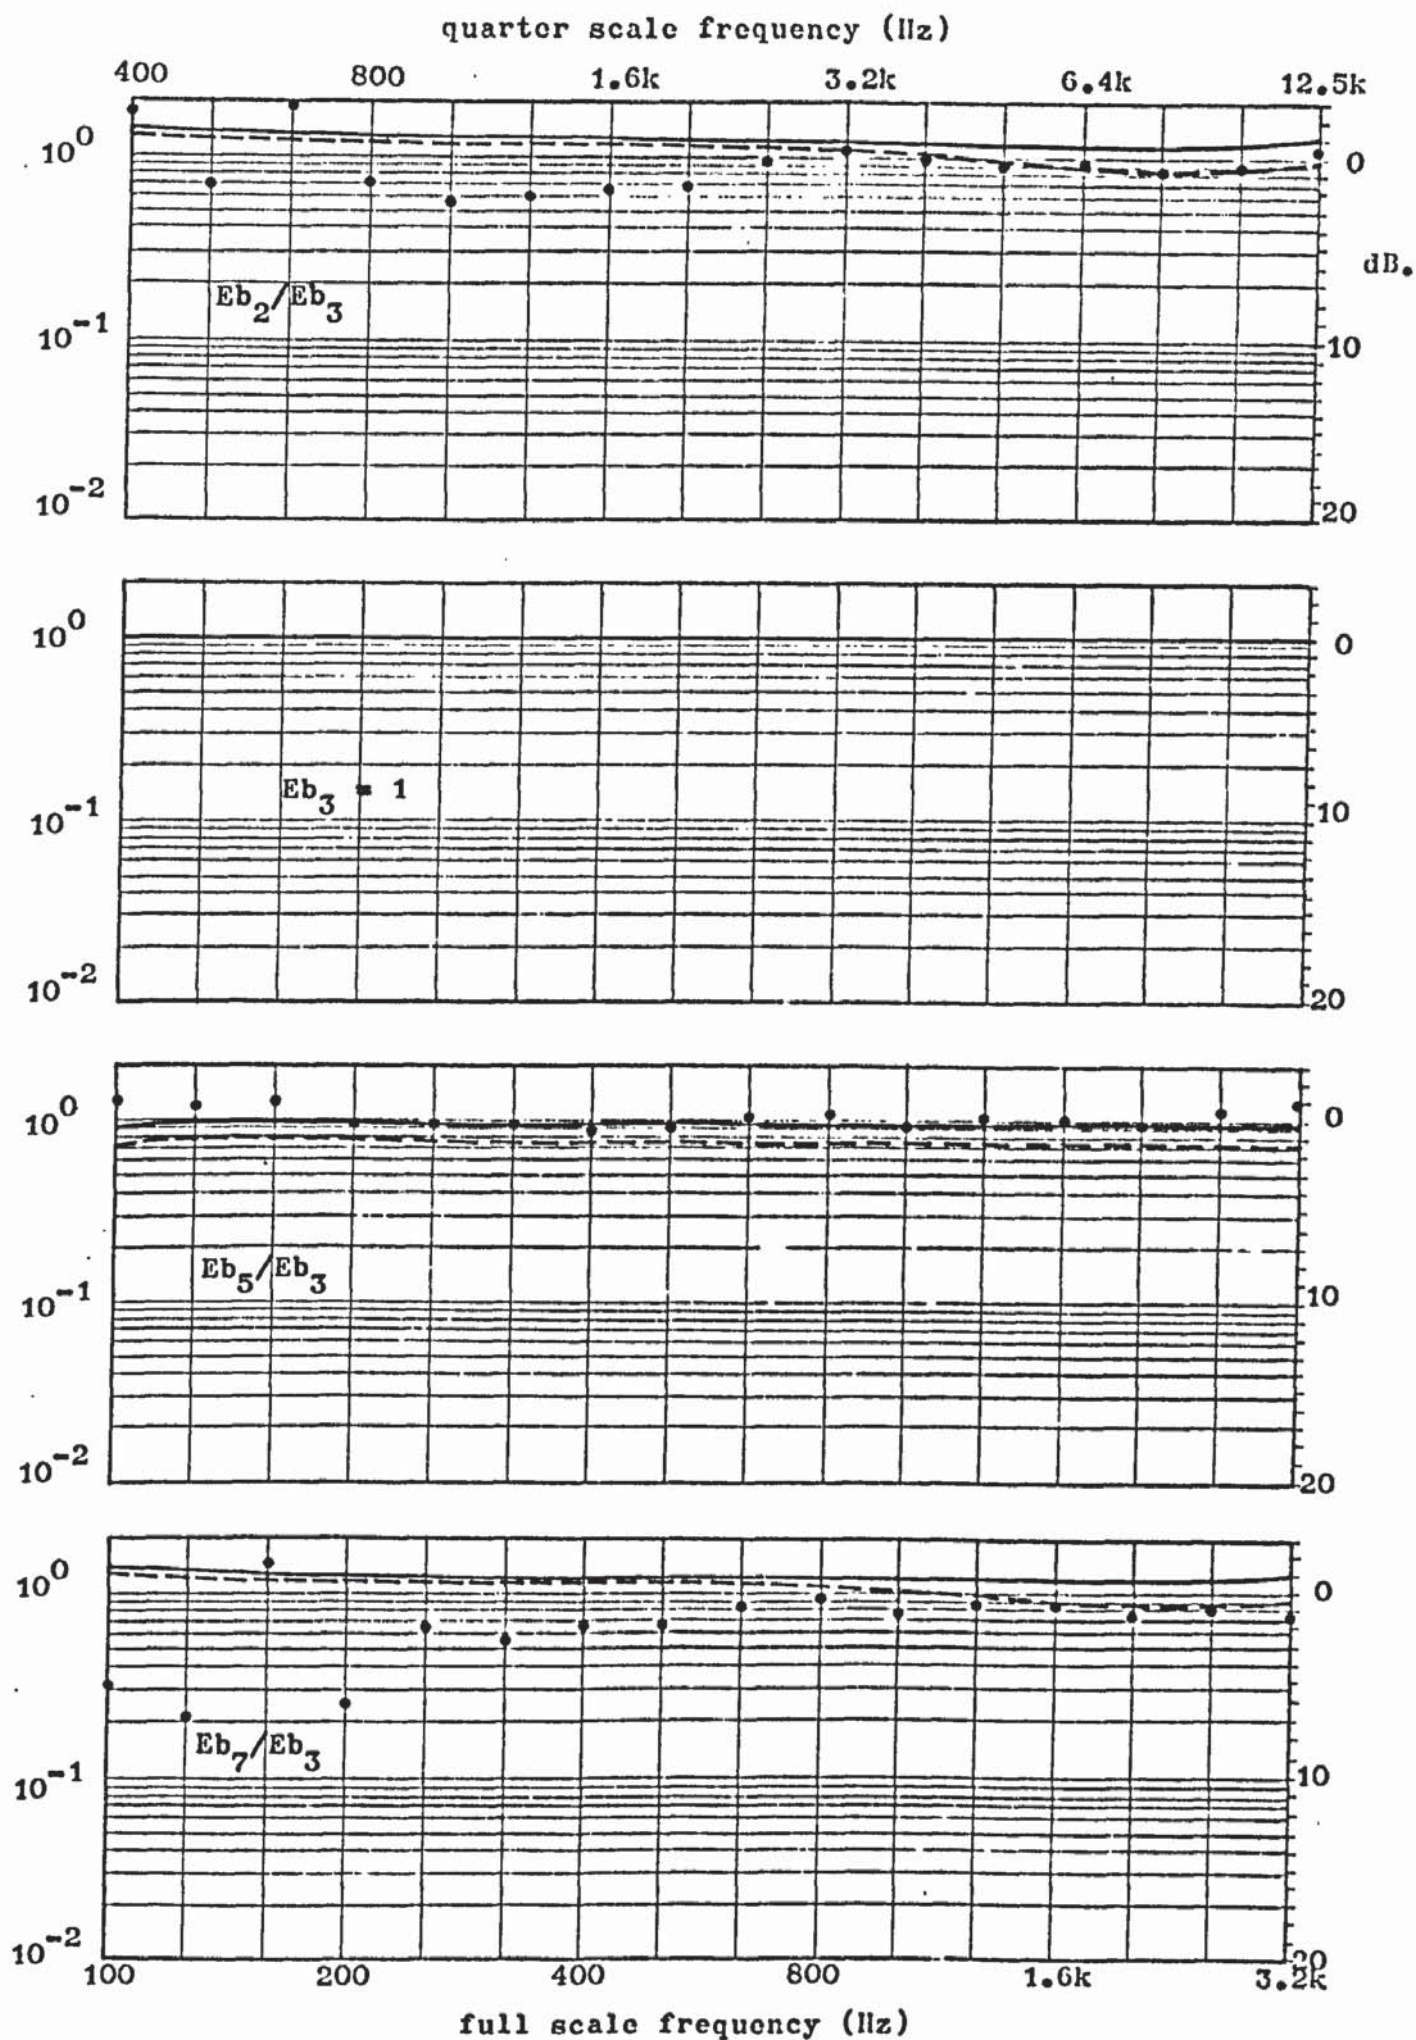 quarter scale frequency (Hz)
400 800 1.6k 3.2k 6.4k 12.5k
10⁰ 0
dB.
Eb₂/Eb₃
10⁻¹ 10
10⁻² 20
10⁰ 0
Eb₃ = 1
10⁻¹ 10
10⁻² 20
10⁰ 0
Eb₅/Eb₃
10⁻¹ 10
10⁻² 20
10⁰ 0
Eb₇/Eb₃
10⁻¹ 10
10⁻² 20
100 200 400 800 1.6k 3.2k
full scale frequency (Hz)